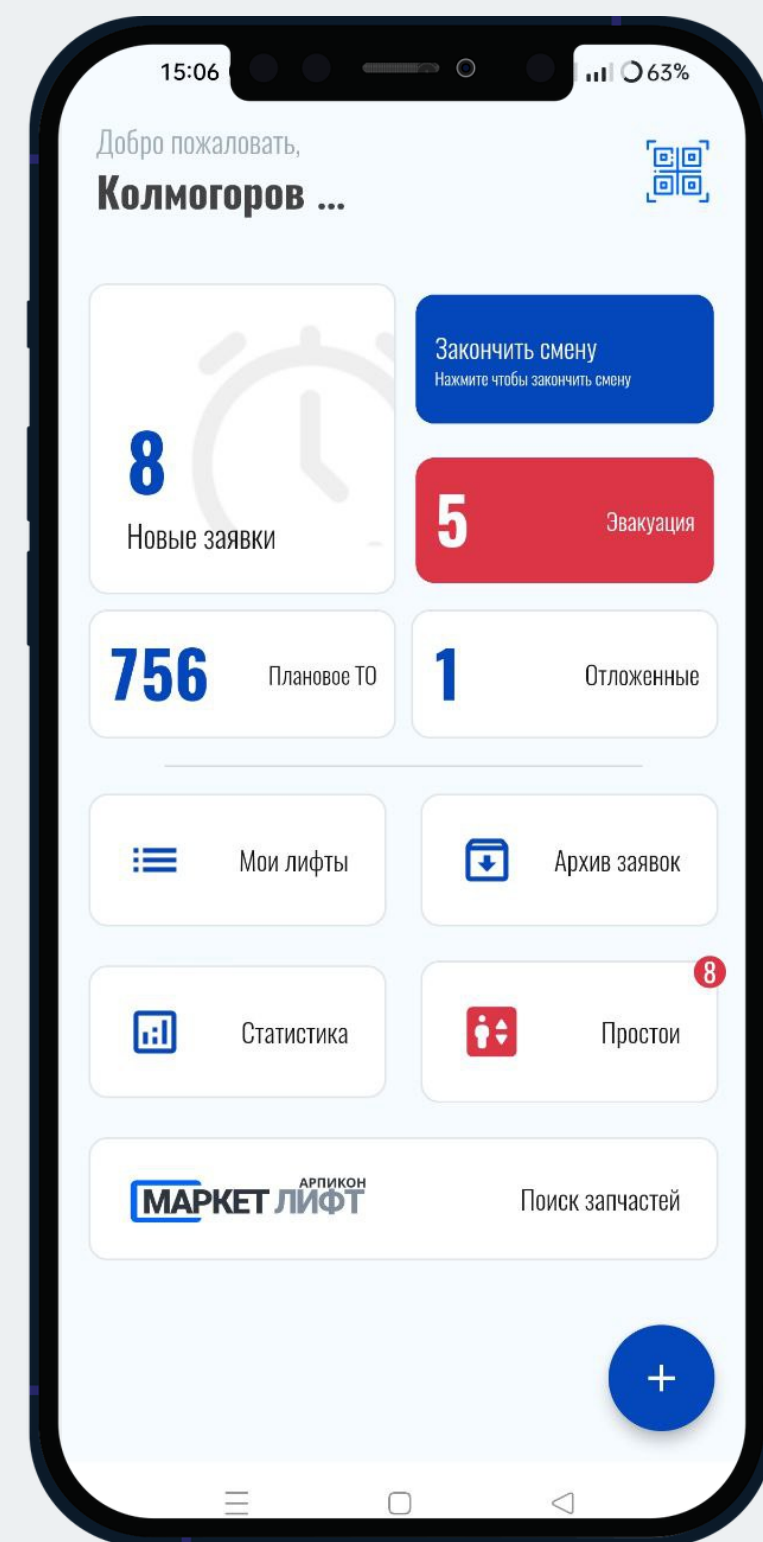 15:06
63%
Добро пожаловать,
Колмогоров ...
8
Новые заявки
Закончить смену
Нажмите чтобы закончить смену
5 Эвакуация
756 Плановое ТО
1 Отложенные
Мои лифты
Архив заявок
Статистика
8
Простои
АРПИКОН
МАРКЕТ ЛИФТ
Поиск запчастей
+